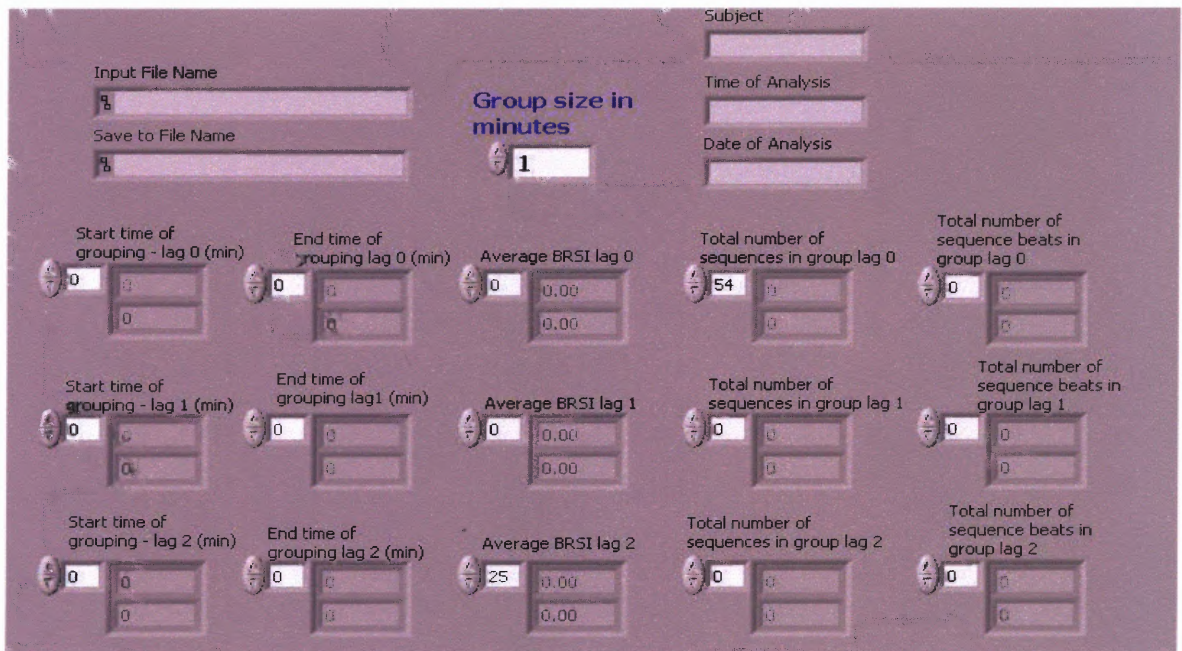 Subject
Input File Name
Time of Analysis
Group size in
minutes
Save to File Name
Date of Analysis
1
Start time of
grouping - lag 0 (min)
End time of
grouping lag 0 (min)
Average BRSI lag 0
Total number of
sequences in group lag 0
Total number of
sequence beats in
group lag 0
0 0 0 0 0.00 54 0 0 0
0 0 0.00 0 0
Start time of
grouping - lag 1 (min)
End time of
grouping lag1 (min)
Average BRSI lag 1
Total number of
sequences in group lag 1
Total number of
sequence beats in
group lag 1
0 0 0 0 0 0.00 0 0 0 0
0 0 0.00 0 0
Start time of
grouping - lag 2 (min)
End time of
grouping lag 2 (min)
Average BRSI lag 2
Total number of
sequences in group lag 2
Total number of
sequence beats in
group lag 2
0 0 0 0 25 0.00 0 0 0 0
0 0 0.00 0 0